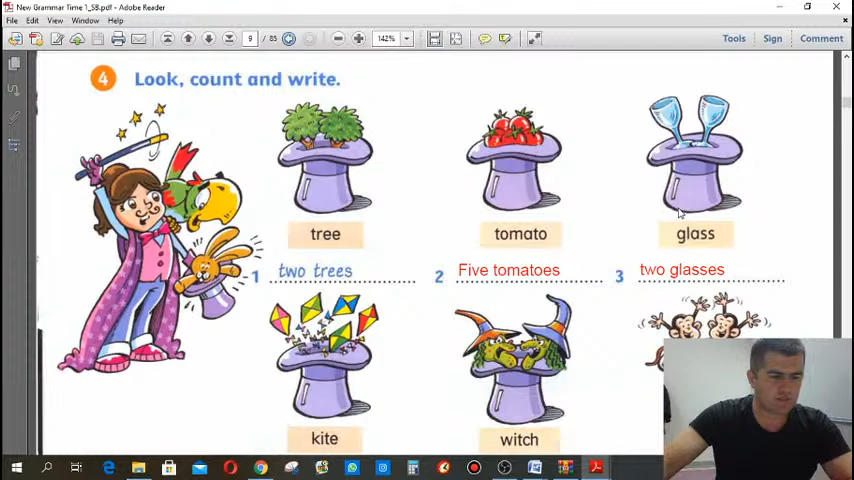 New Grammar Time 1_SB.pdf - Adobe Reader
File Edit View Window Help
9 / 85 142% Tools Sign Comment
4 Look, count and write.
tree tomato glass
1 two trees 2 Five tomatoes 3 two glasses
kite witch